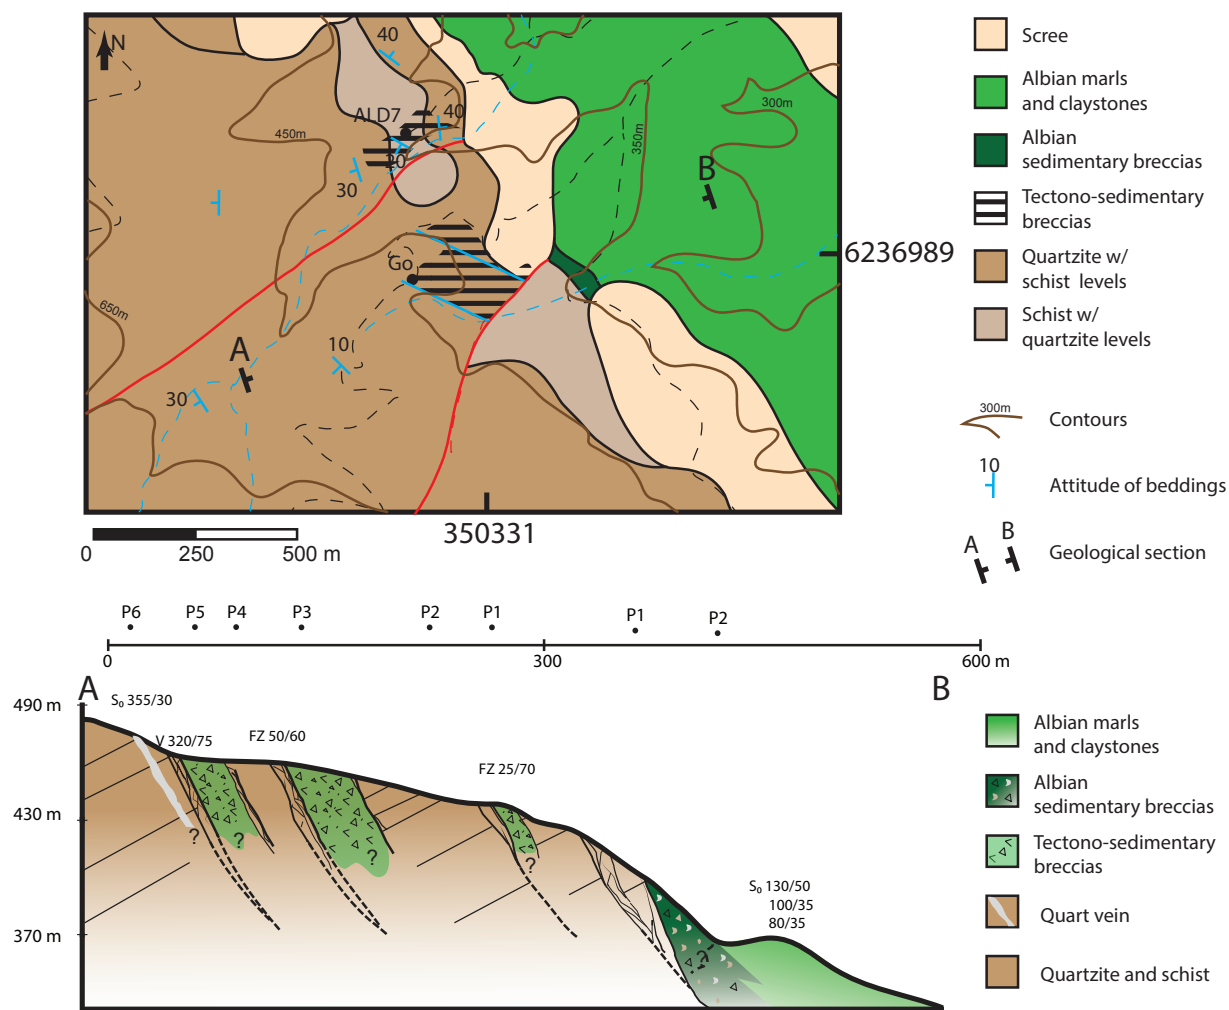 N
40
ALD7
40
450m
20
30
Go
650m
A
10
30
350m
300m
B
6236989
350331
0
250
500 m
Scree
Albian marls
and claystones
Albian
sedimentary breccias
Tectono-sedimentary
breccias
Quartzite w/
schist levels
Schist w/
quartzite levels
300m
Contours
10
Attitude of beddings
A
B
Geological section
P6
P5
P4
P3
P2
P1
P1
P2
0
300
600 m
A
B
490 m
430 m
370 m
S₀ 355/30
V 320/75
FZ 50/60
FZ 25/70
S₀ 130/50
100/35
80/35
?
?
?
?
?
Albian marls
and claystones
Albian
sedimentary breccias
Tectono-sedimentary
breccias
Quart vein
Quartzite and schist